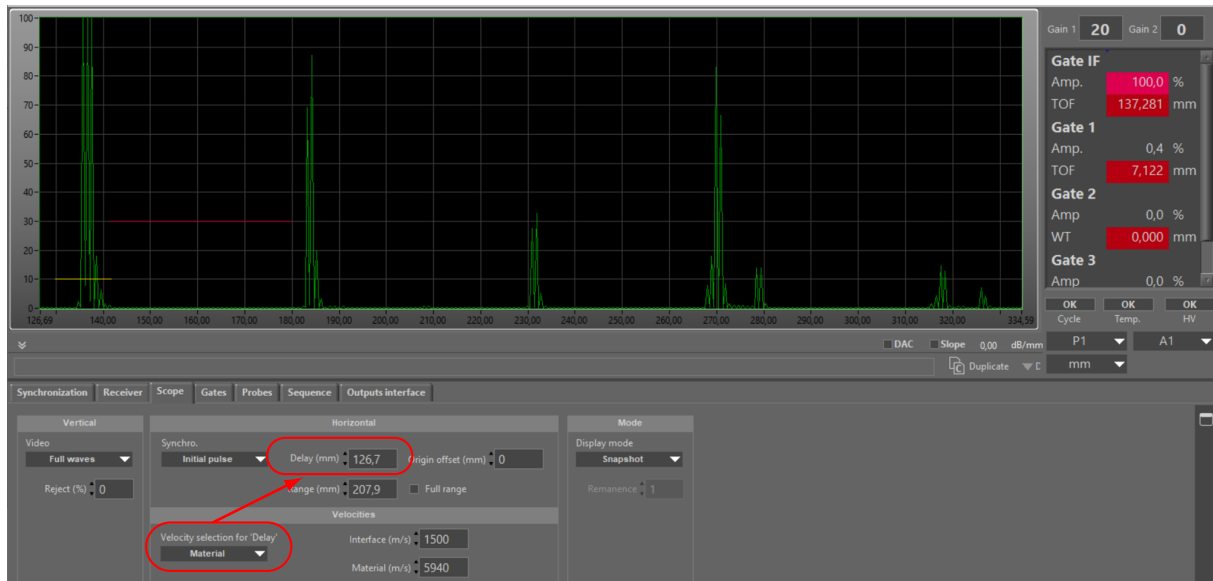 100-
90-
80-
70-
60-
50-
40-
30-
20-
10-
0-
126,69 140,00 150,00 160,00 170,00 180,00 190,00 200,00 210,00 220,00 230,00 240,00 250,00 260,00 270,00 280,00 290,00 300,00 310,00 320,00 334,59
Gain 1 20 Gain 2 0
Gate IF
Amp. 100,0 %
TOF 137,281 mm
Gate 1
Amp. 0,4 %
TOF 7,122 mm
Gate 2
Amp 0,0 %
WT 0,000 mm
Gate 3
Amp 0,0 %
OK OK OK
Cycle Temp. HV
DAC Slope 0,00 dB/mm P1 A1
Duplicate mm
Synchronization Receiver Scope Gates Probes Sequence Outputs interface
Vertical Horizontal Mode
Video Synchro. Display mode
Full waves Initial pulse Delay (mm) 126,7 Origin offset (mm) 0 Snapshot
Reject (%) 0 Range (mm) 207,9 Full range Remanence 1
Velocities
Velocity selection for 'Delay' Interface (m/s) 1500
Material Material (m/s) 5940